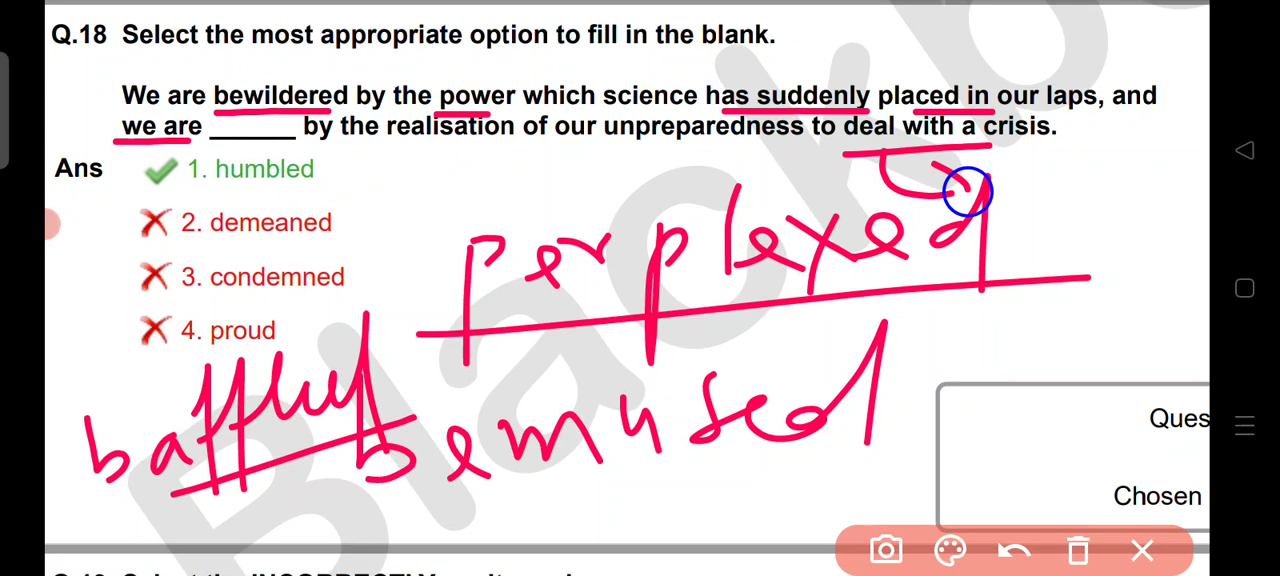 Q.18 Select the most appropriate option to fill in the blank.
We are bewildered by the power which science has suddenly placed in our laps, and
we are ______ by the realisation of our unpreparedness to deal with a crisis.
Ans 1. humbled
2. demeaned
3. condemned
4. proud
perplexed
baffled
bemused
Ques
Chosen